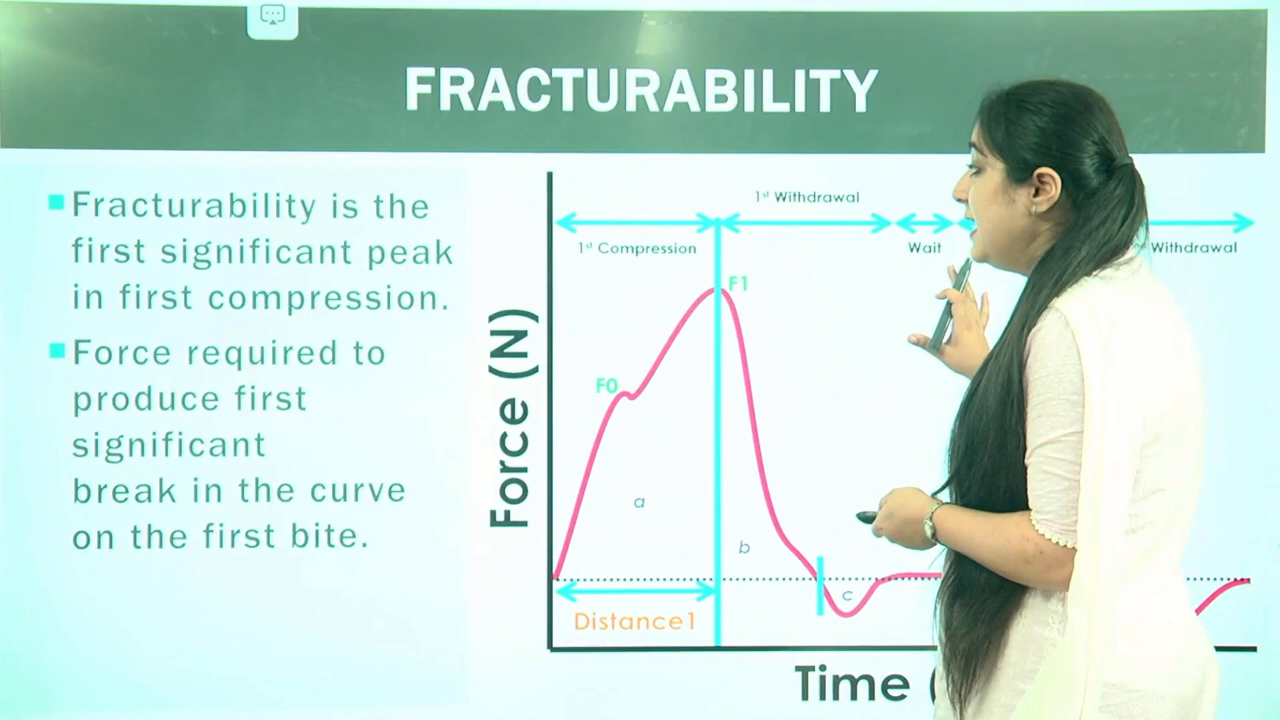 FRACTURABILITY
Fracturability is the
first significant peak
in first compression.
Force required to
produce first
significant
break in the curve
on the first bite.
1st Withdrawal
1st Compression
Wait
Withdrawal
F1
F0
Force (N)
a
b
c
Distance1
Time (